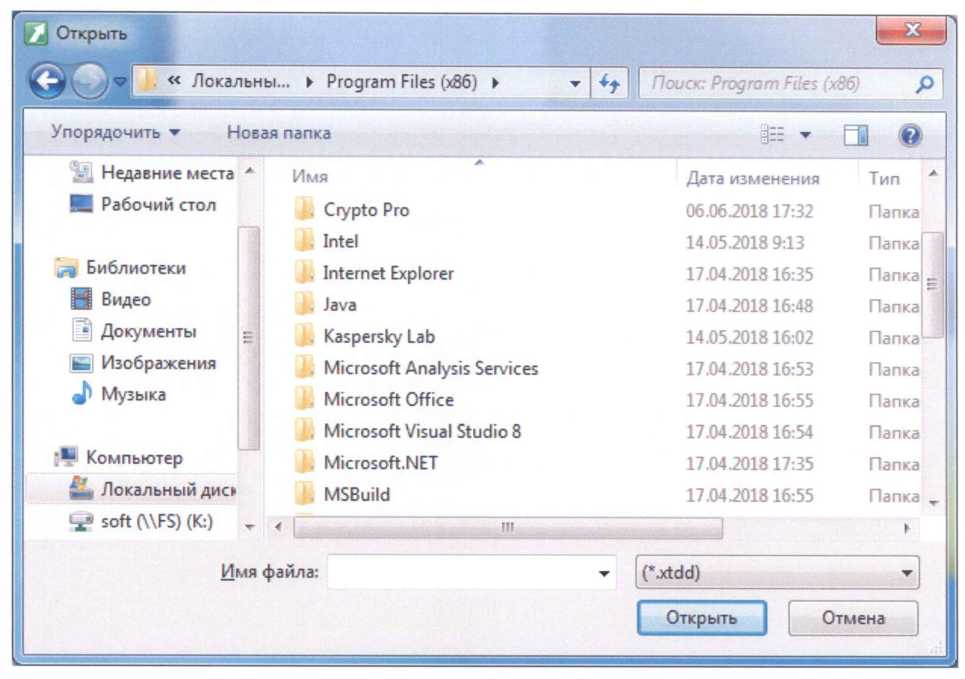 Открыть
« Локальны... ▸ Program Files (x86) ▸ Поиск: Program Files (x86)
Упорядочить ▾ Новая папка
Недавние места
Рабочий стол
Библиотеки
Видео
Документы
Изображения
Музыка
Компьютер
Локальный диск
soft (\\FS) (K:)
Имя Дата изменения Тип
Crypto Pro 06.06.2018 17:32 Папка
Intel 14.05.2018 9:13 Папка
Internet Explorer 17.04.2018 16:35 Папка
Java 17.04.2018 16:48 Папка
Kaspersky Lab 14.05.2018 16:02 Папка
Microsoft Analysis Services 17.04.2018 16:53 Папка
Microsoft Office 17.04.2018 16:55 Папка
Microsoft Visual Studio 8 17.04.2018 16:54 Папка
Microsoft.NET 17.04.2018 17:35 Папка
MSBuild 17.04.2018 16:55 Папка
Имя файла: (*.xtdd)
Открыть Отмена